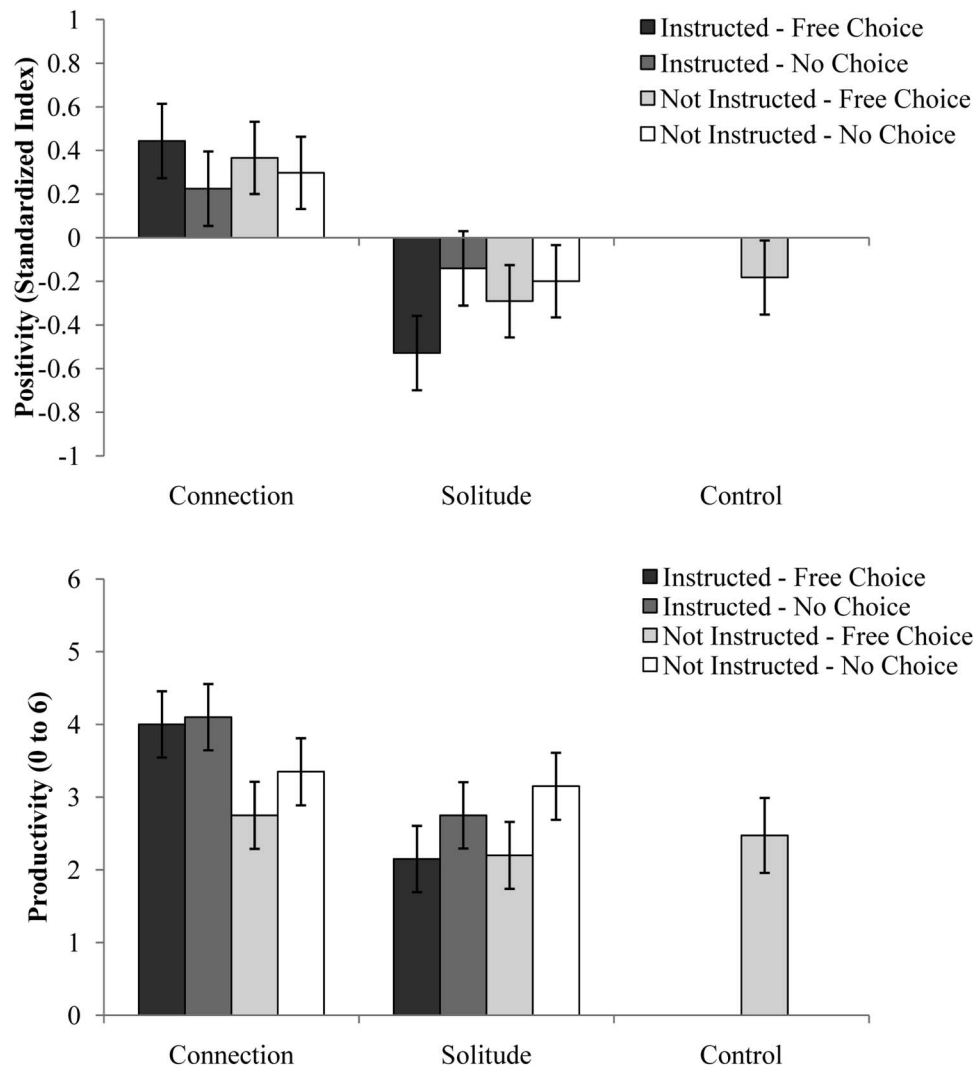 Positivity (Standardized Index)
1
0.8
0.6
0.4
0.2
0
-0.2
-0.4
-0.6
-0.8
-1
Instructed - Free Choice
Instructed - No Choice
Not Instructed - Free Choice
Not Instructed - No Choice
Connection
Solitude
Control
Productivity (0 to 6)
6
5
4
3
2
1
0
Instructed - Free Choice
Instructed - No Choice
Not Instructed - Free Choice
Not Instructed - No Choice
Connection
Solitude
Control